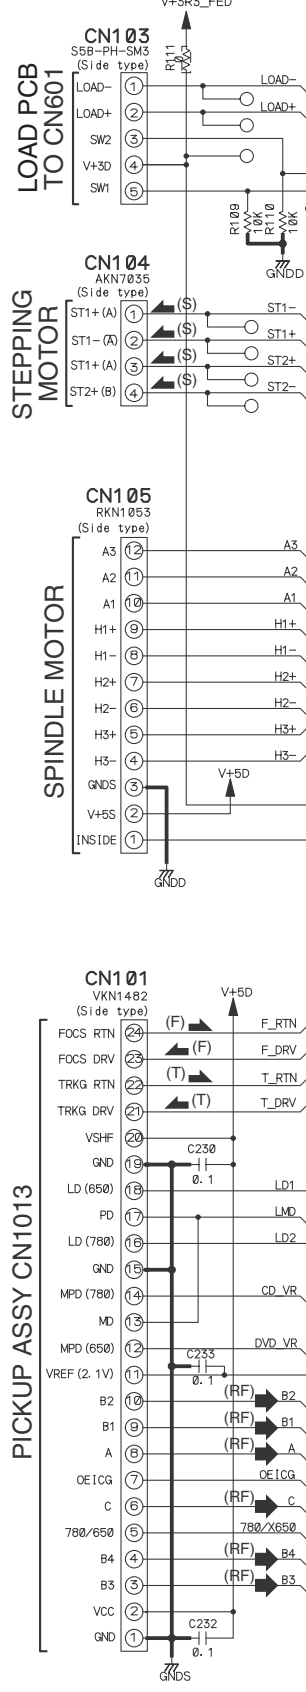 V+3R3_FED
R111
0
CN103
S5B-PH-SM3
(Side type)
LOAD PCB
TO CN601
LOAD- 1 LOAD-
LOAD+ 2 LOAD+
SW2 3
V+3D 4
SW1 5
R109
10K
R110
10K
GNDD
CN104
AKN7035
(Side type)
STEPPING
MOTOR
ST1+(A) 1 (S) ST1-
ST1-(A̅) 2 (S) ST1+
ST1+(A) 3 (S) ST2+
ST2+(B) 4 (S) ST2-
CN105
RKN1053
(Side type)
SPINDLE MOTOR
A3 12 A3
A2 11 A2
A1 10 A1
H1+ 9 H1+
H1- 8 H1-
H2+ 7 H2+
H2- 6 H2-
H3+ 5 H3+
H3- 4 H3-
GNDS 3
V+5D
V+5S 2
INSIDE 1
GNDD
CN101
VKN1482
(Side type)
V+5D
PICKUP ASSY CN1013
FOCS RTN 24 (F) F_RTN
FOCS DRV 23 (F) F_DRV
TRKG RTN 22 (T) T_RTN
TRKG DRV 21 (T) T_DRV
VSHF 20
C230
0.1
GND 19
LD(650) 18 LD1
PD 17 LMD
LD(780) 16 LD2
GND 15
MPD(780) 14 CD_VR
MD 13
MPD(650) 12 DVD_VR
C233
0.1
VREF(2.1V) 11
B2 10 (RF) B2
B1 9 (RF) B1
A 8 (RF) A
OEICG 7 OEICG
C 6 (RF) C
780/650 5 780/X650
B4 4 (RF) B4
B3 3 (RF) B3
VCC 2
C232
0.1
GND 1
GNDS